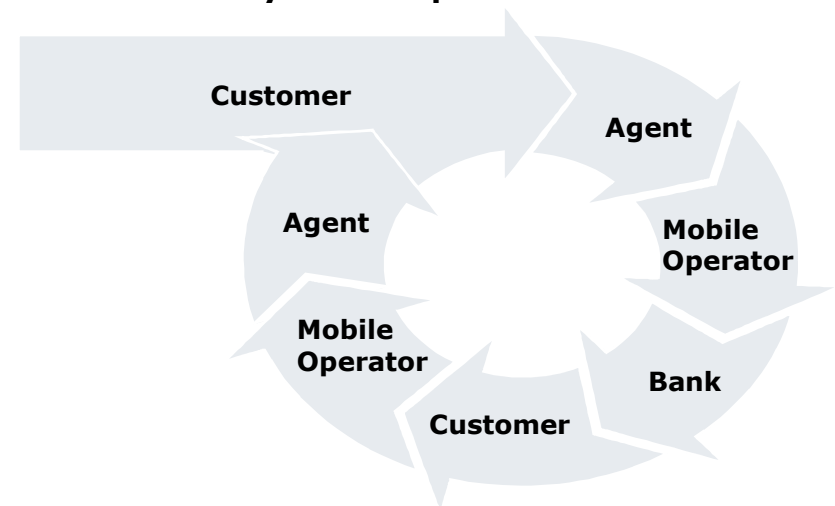 Customer
Agent
Mobile
Operator
Bank
Customer
Mobile
Operator
Agent